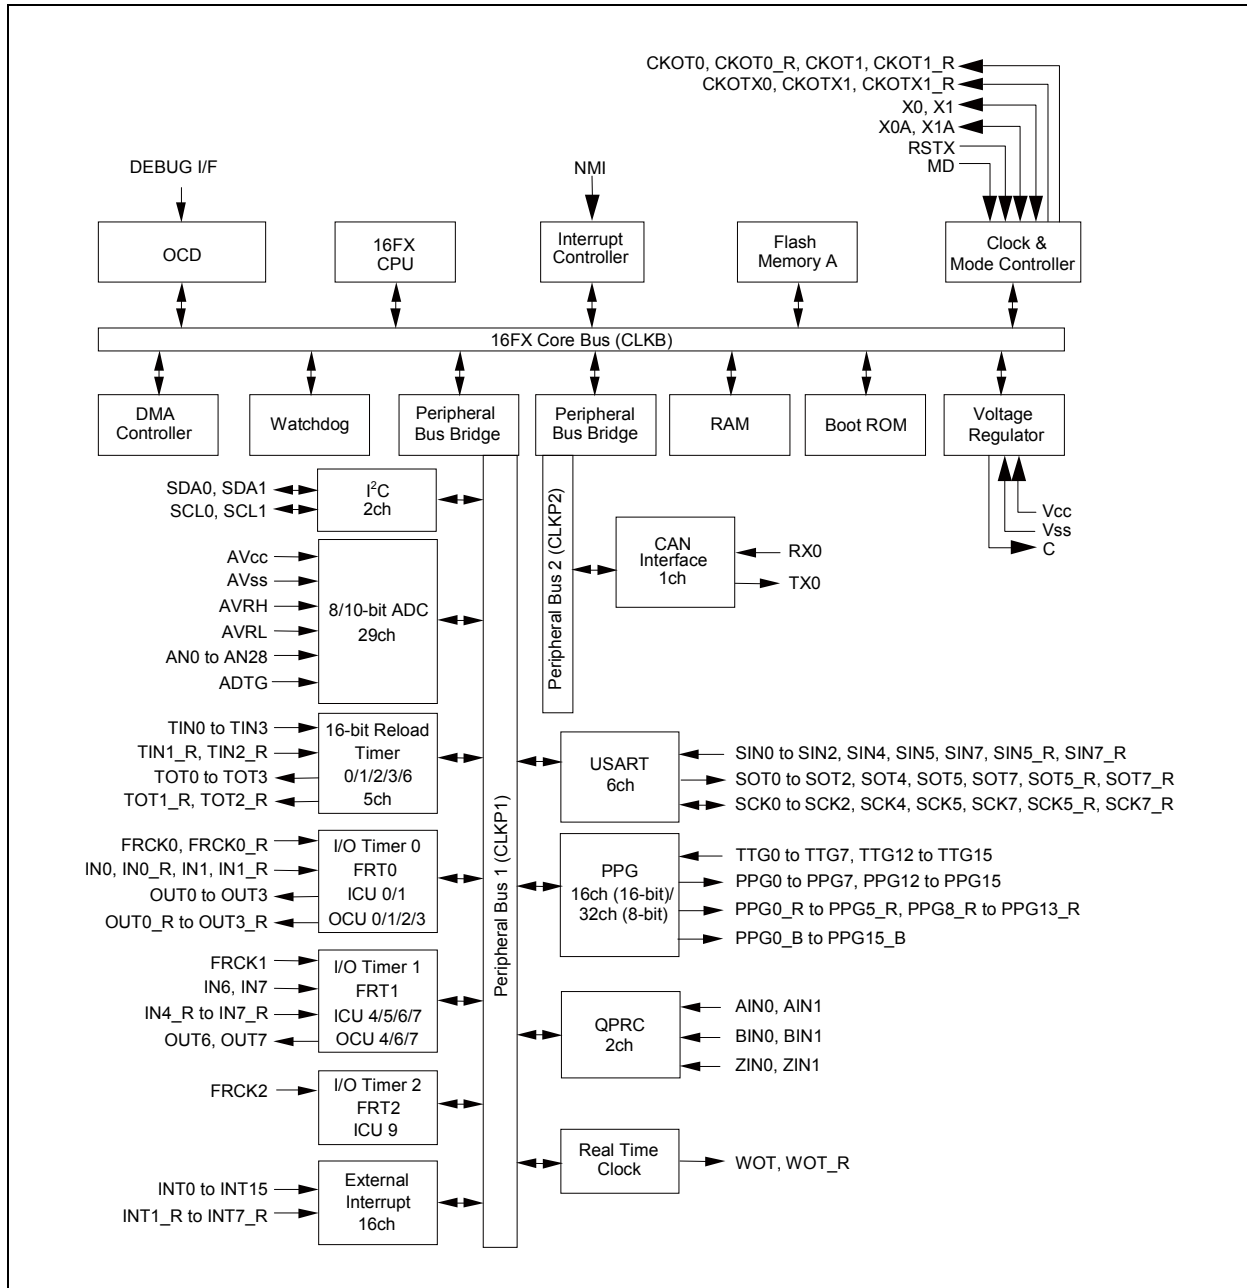 CKOT0, CKOT0_R, CKOT1, CKOT1_R
CKOTX0, CKOTX1, CKOTX1_R
X0, X1
X0A, X1A
RSTX
MD
DEBUG I/F
NMI
OCD
16FX
CPU
Interrupt
Controller
Flash
Memory A
Clock &
Mode Controller
16FX Core Bus (CLKB)
DMA
Controller
Watchdog
Peripheral
Bus Bridge
Peripheral
Bus Bridge
RAM
Boot ROM
Voltage
Regulator
Vcc
Vss
C
SDA0, SDA1
SCL0, SCL1
I²C
2ch
Peripheral Bus 2 (CLKP2)
CAN
Interface
1ch
RX0
TX0
AVcc
AVss
AVRH
AVRL
AN0 to AN28
ADTG
8/10-bit ADC
29ch
Peripheral Bus 1 (CLKP1)
TIN0 to TIN3
TIN1_R, TIN2_R
TOT0 to TOT3
TOT1_R, TOT2_R
16-bit Reload
Timer
0/1/2/3/6
5ch
USART
6ch
SIN0 to SIN2, SIN4, SIN5, SIN7, SIN5_R, SIN7_R
SOT0 to SOT2, SOT4, SOT5, SOT7, SOT5_R, SOT7_R
SCK0 to SCK2, SCK4, SCK5, SCK7, SCK5_R, SCK7_R
FRCK0, FRCK0_R
IN0, IN0_R, IN1, IN1_R
OUT0 to OUT3
OUT0_R to OUT3_R
I/O Timer 0
FRT0
ICU 0/1
OCU 0/1/2/3
PPG
16ch (16-bit)/
32ch (8-bit)
TTG0 to TTG7, TTG12 to TTG15
PPG0 to PPG7, PPG12 to PPG15
PPG0_R to PPG5_R, PPG8_R to PPG13_R
PPG0_B to PPG15_B
FRCK1
IN6, IN7
IN4_R to IN7_R
OUT6, OUT7
I/O Timer 1
FRT1
ICU 4/5/6/7
OCU 4/6/7
QPRC
2ch
AIN0, AIN1
BIN0, BIN1
ZIN0, ZIN1
FRCK2
I/O Timer 2
FRT2
ICU 9
Real Time
Clock
WOT, WOT_R
INT0 to INT15
INT1_R to INT7_R
External
Interrupt
16ch